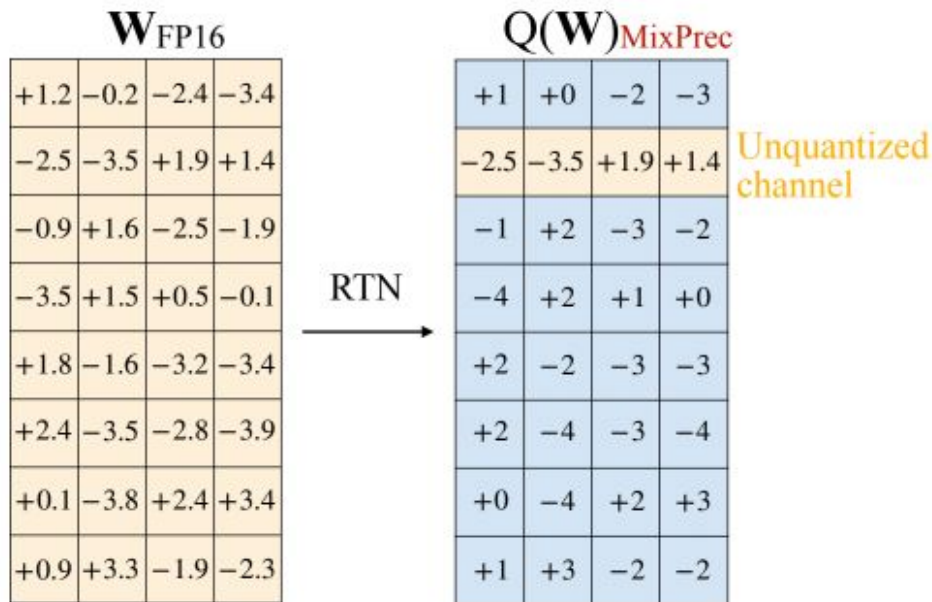 W_FP16 Q(W)_MixPrec
+1.2 −0.2 −2.4 −3.4 +1 +0 −2 −3
−2.5 −3.5 +1.9 +1.4 −2.5 −3.5 +1.9 +1.4 Unquantized
channel
−0.9 +1.6 −2.5 −1.9 −1 +2 −3 −2
−3.5 +1.5 +0.5 −0.1 RTN −4 +2 +1 +0
+1.8 −1.6 −3.2 −3.4 +2 −2 −3 −3
+2.4 −3.5 −2.8 −3.9 +2 −4 −3 −4
+0.1 −3.8 +2.4 +3.4 +0 −4 +2 +3
+0.9 +3.3 −1.9 −2.3 +1 +3 −2 −2